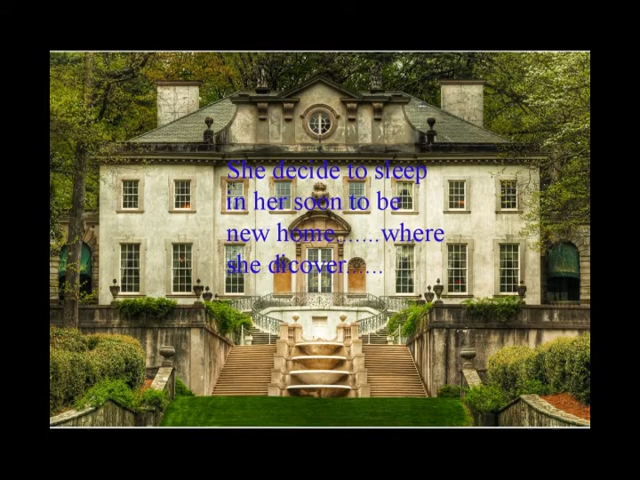 She decide to sleep
in her soon to be
new home.......where
she dicover......